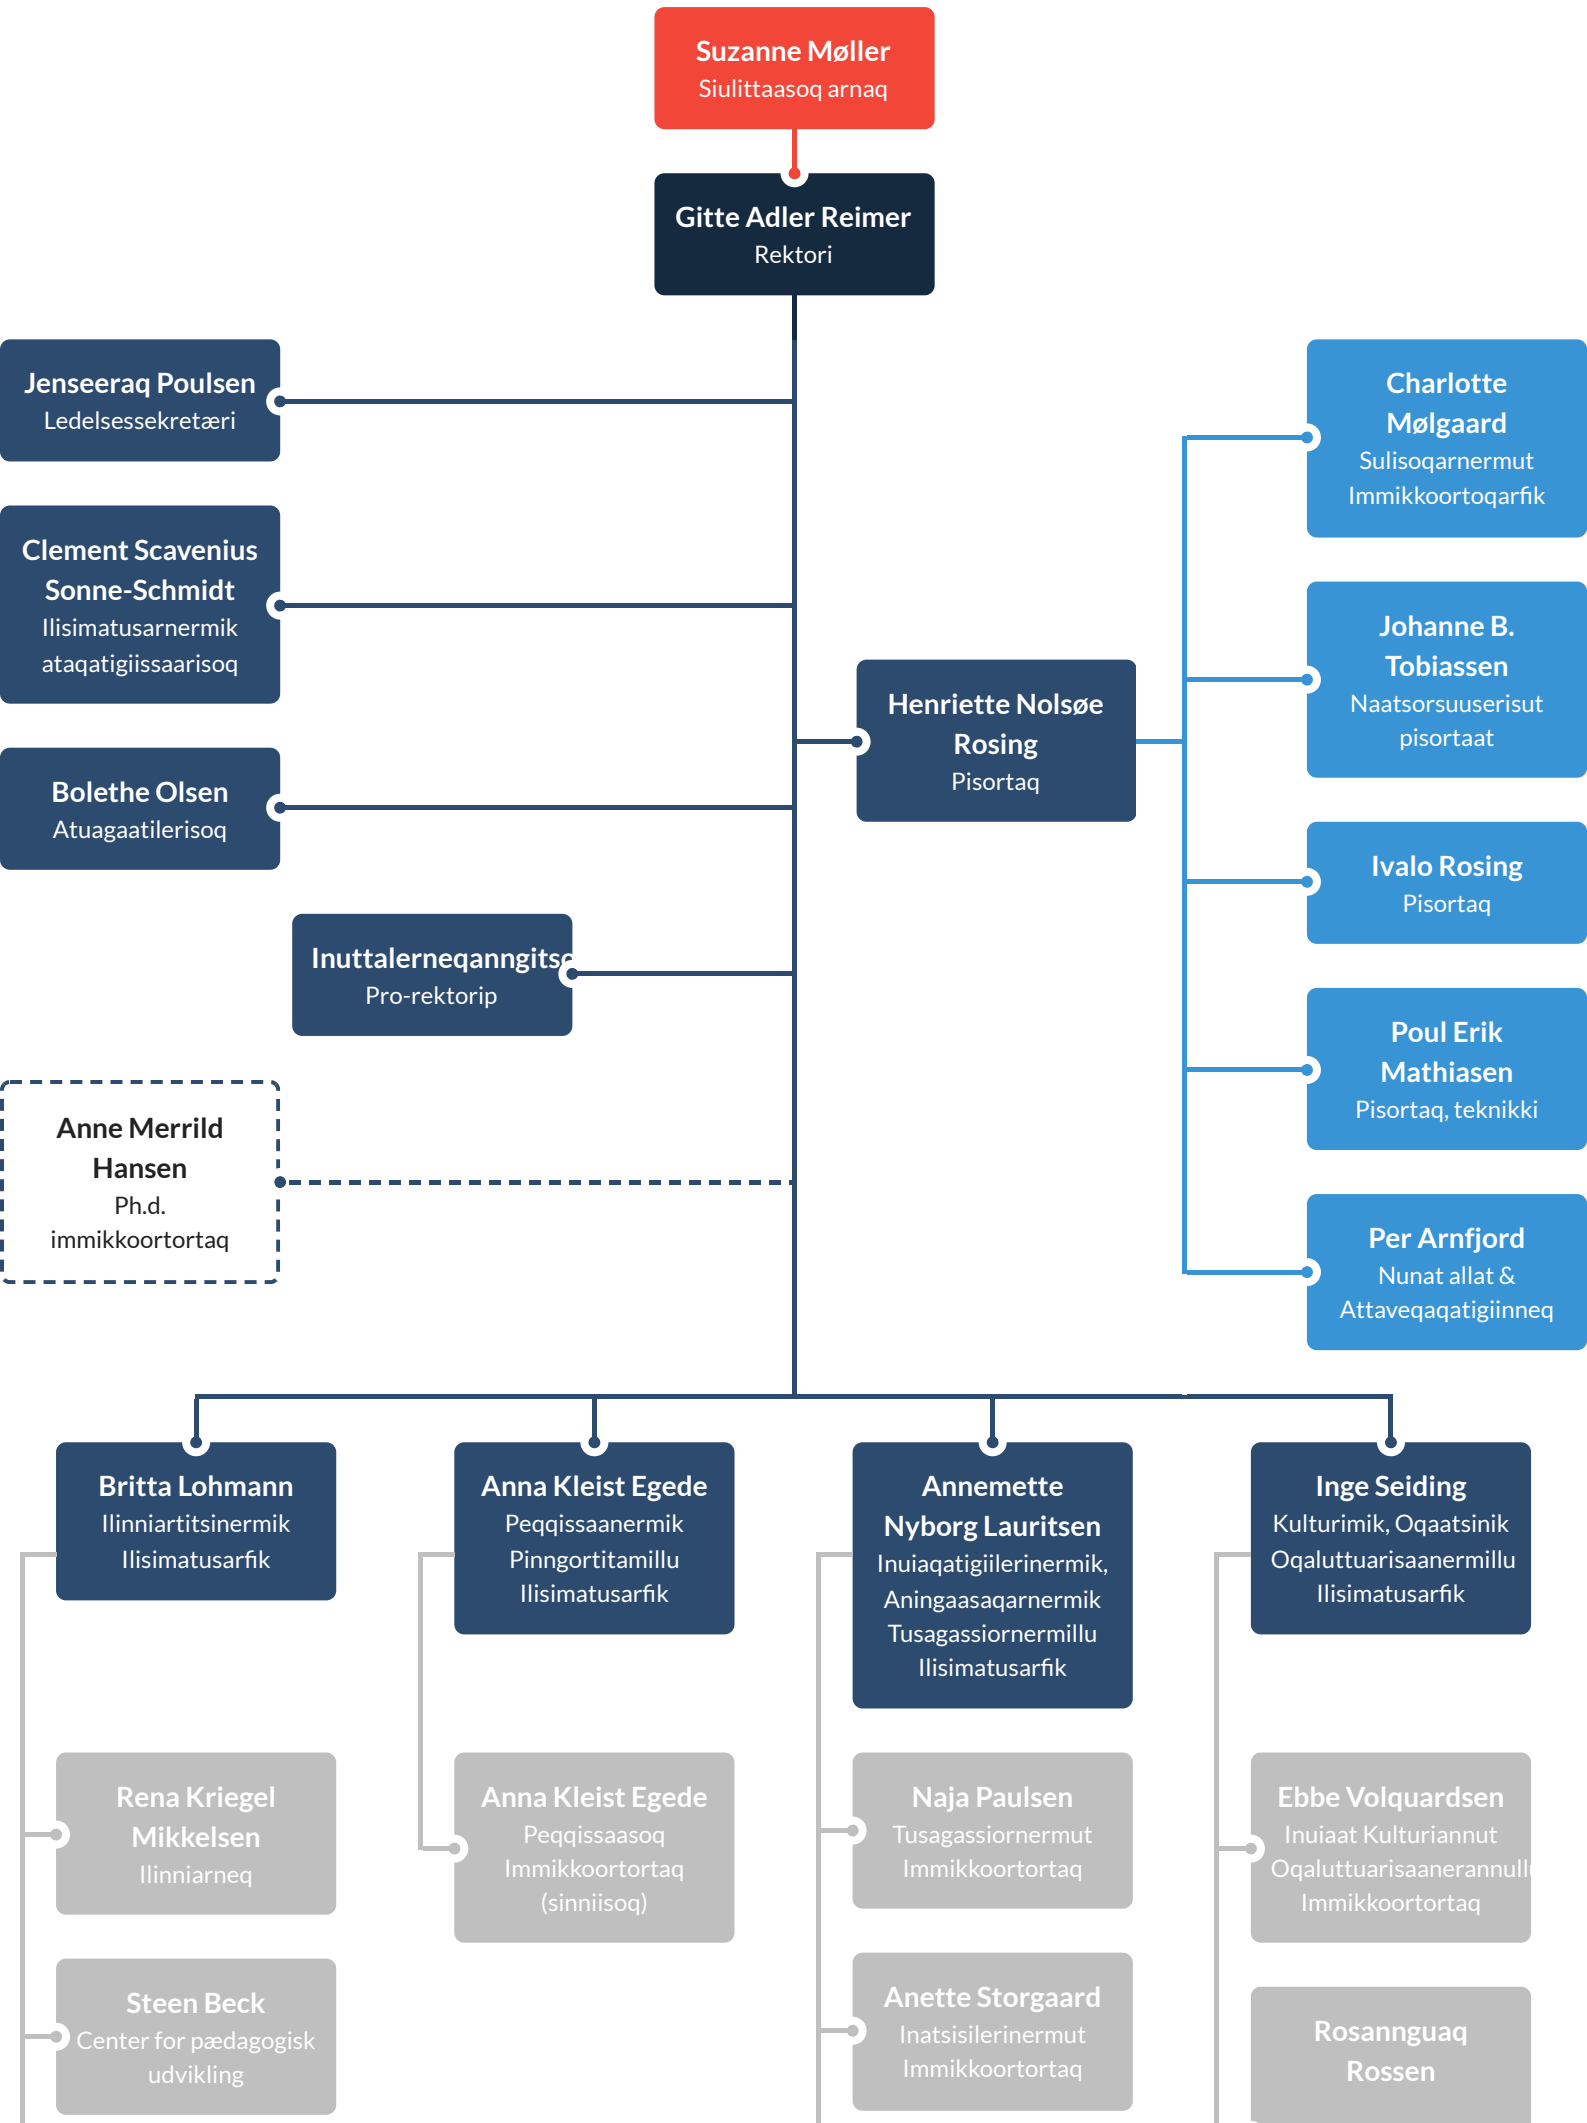 Suzanne Møller
Siulittaasoq arnaq
Gitte Adler Reimer
Rektori
Jenseeraq Poulsen
Ledelsessekretæri
Clement Scavenius
Sonne-Schmidt
Ilisimatusarnermik
ataqatigiissaarisoq
Bolethe Olsen
Atuagaatilerisoq
Pro-rektorip
Anne Merrild
Hansen
Ph.d.
immikkoortortaq
Henriette Nolsøe
Rosing
Pisortaq
Charlotte
Mølgaard
Sulisoqarnermut
Immikkoortoqarfik
Johanne B.
Tobiassen
Naatsorsuuserisut
pisortaat
Ivalo Rosing
Pisortaq
Poul Erik
Mathiasen
Pisortaq, teknikki
Per Arnfjord
Nunat allat &
Attaveqaqatigiinneq
Britta Lohmann
Ilinniartitsinermik
Ilisimatusarfik
Rena Kriegel
Mikkelsen
Ilinniarneq
Steen Beck
Center for pædagogisk
udvikling
Anna Kleist Egede
Peqqissaanermik
Pinngortitamillu
Ilisimatusarfik
Anna Kleist Egede
Peqqissaasoq
Immikkoortortaq
(sinniisoq)
Annemette
Nyborg Lauritsen
Inuiaqatigiilerinermik,
Aningaasaqarnermik
Tusagassiornermillu
Ilisimatusarfik
Naja Paulsen
Tusagassiornermut
Immikkoortortaq
Anette Storgaard
Inatsisilerinermut
Immikkoortortaq
Inge Seiding
Kulturimik, Oqaatsinik
Oqaluttuarisaanermillu
Ilisimatusarfik
Ebbe Volquardsen
Inuiaat Kulturiannut
Oqaluttuarisaanerannullu
Immikkoortortaq
Rosannguaq
Rossen